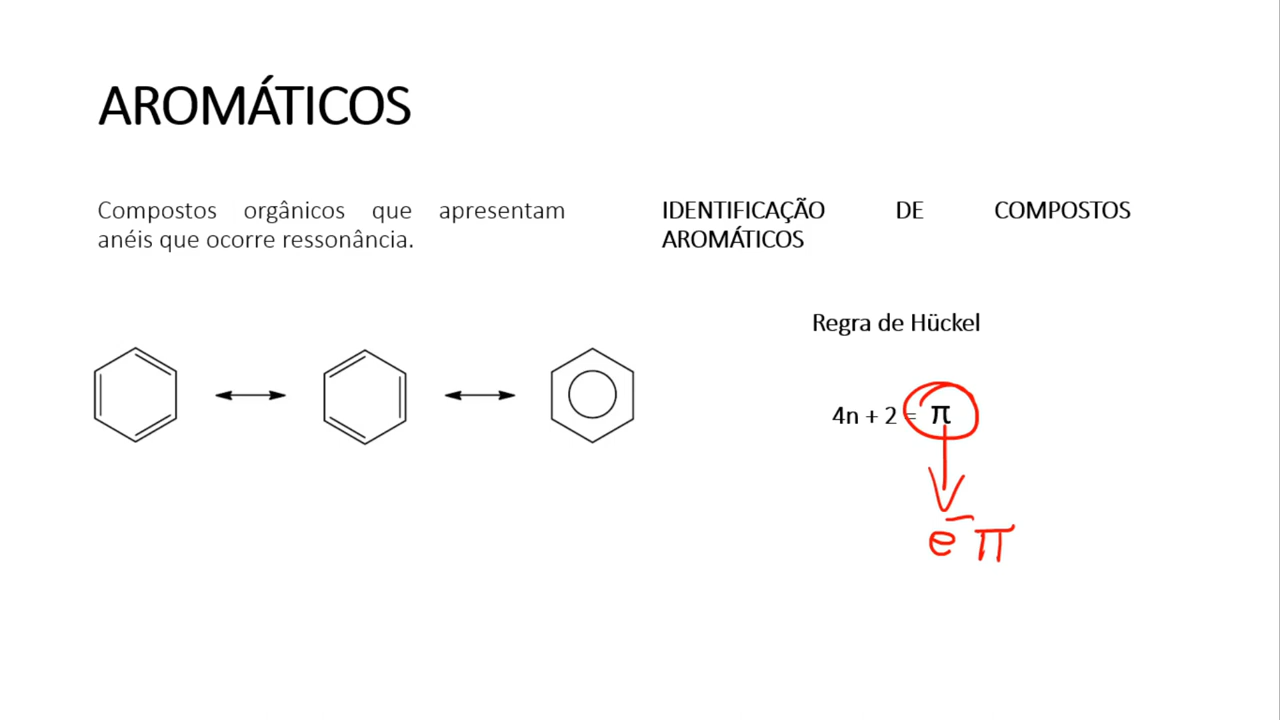 AROMÁTICOS
Compostos orgânicos que apresentam
anéis que ocorre ressonância.
IDENTIFICAÇÃO DE COMPOSTOS
AROMÁTICOS
Regra de Hückel
4n + 2 = π
e⁻ π